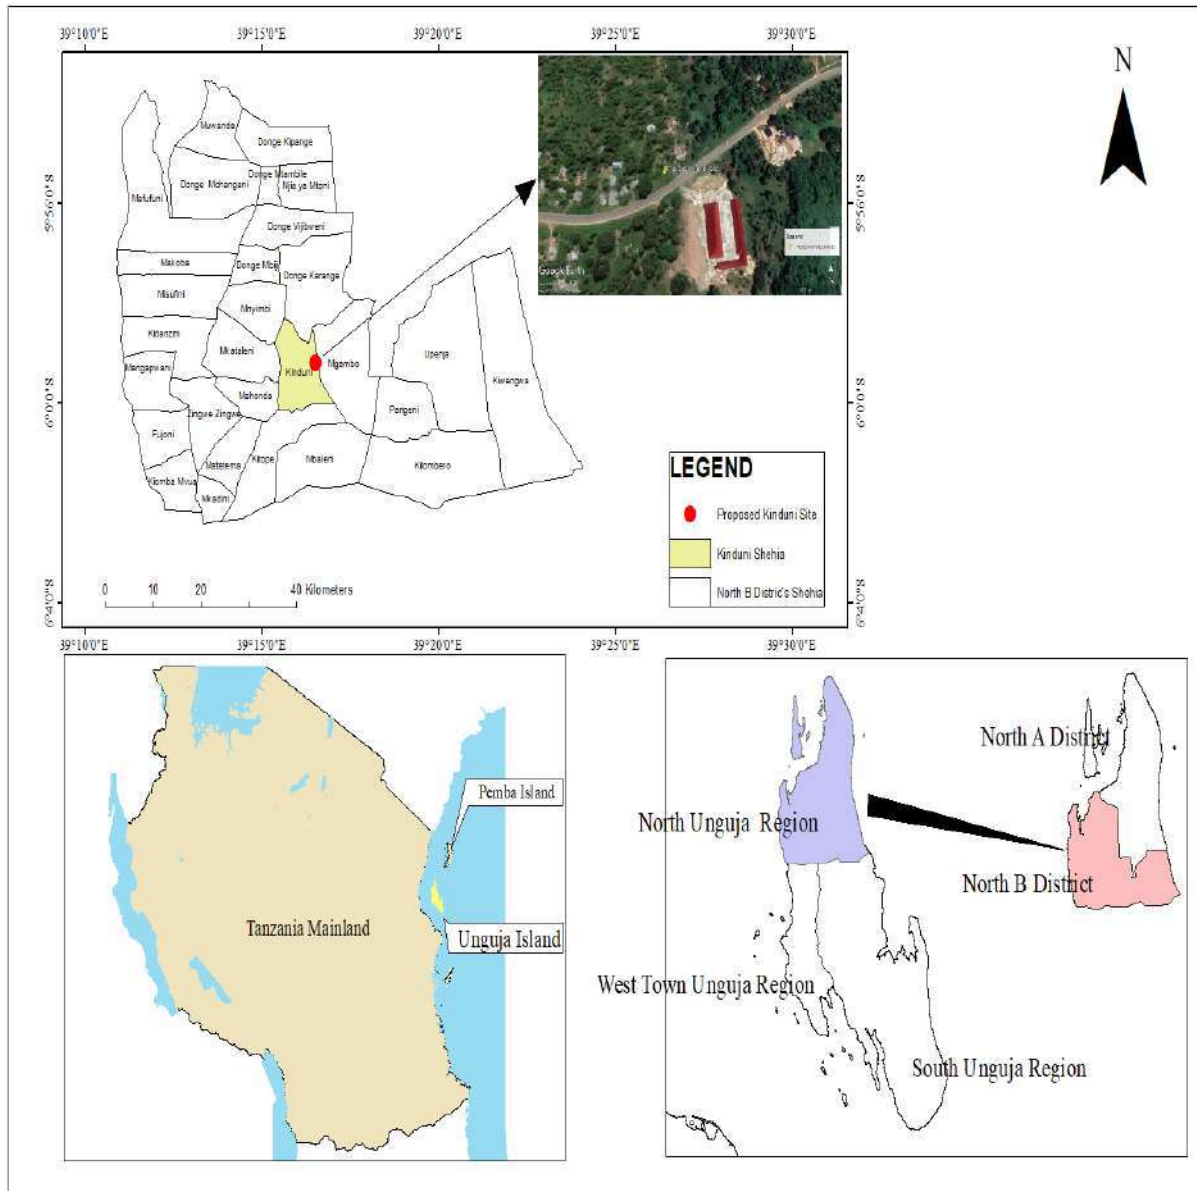 39°10'0"E
39°15'0"E
39°20'0"E
39°25'0"E
39°30'0"E
N
5°56'0"S
5°56'0"S
6°0'0"S
6°0'0"S
6°4'0"S
6°4'0"S
Muwanda
Donge Kipange
Donge Mtambile
Donge Mchangani
Njia ya Mtoni
Mafufuni
Donge Vijibweni
Makoba
Donge Mbiji
Donge Karange
Misufini
Mnyimbi
Kidanzini
Mkataleni
Upenja
Mgambo
Mangapwani
Kinduni
Kwangwa
Mahonda
Zingwe Zingwe
Pangeni
Fujoni
Matetema
Kitope
Mbaleni
Kilombero
Kiomba Mvua
Mkadini
Google Earth
LEGEND
Proposed Kinduni Site
Kinduni Shehia
North B Distric's Shehia
0 10 20 40 Kilometers
39°10'0"E
39°15'0"E
39°20'0"E
39°25'0"E
39°30'0"E
Pemba Island
Tanzania Mainland
Unguja Island
North A District
North Unguja Region
North B District
West Town Unguja Region
South Unguja Region